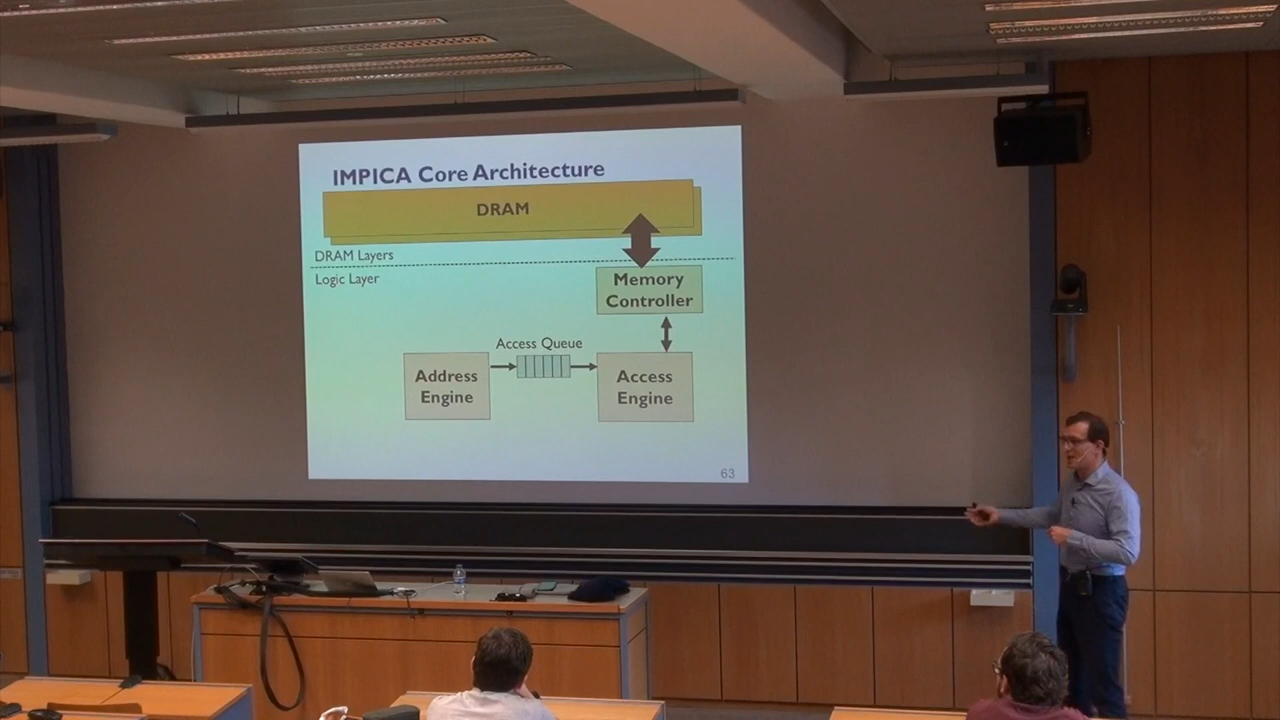 IMPICA Core Architecture
DRAM
DRAM Layers
Logic Layer
Memory
Controller
Access Queue
Address
Engine
Access
Engine
63